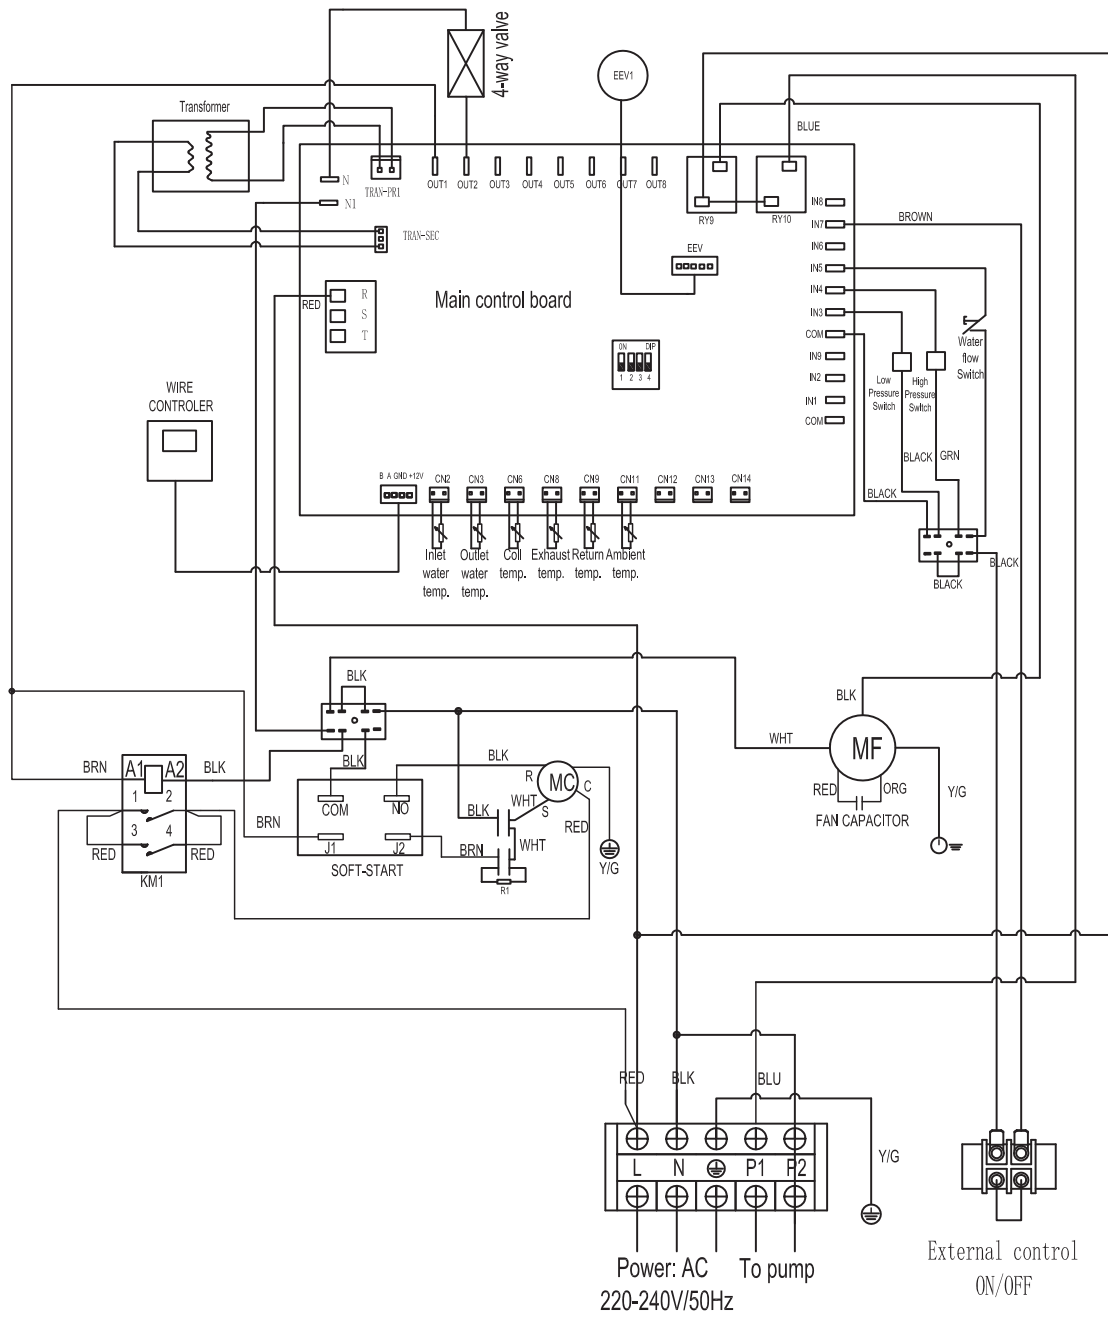 4-way valve
EEV1
Transformer
BLUE
N
N1
TRAN-PR1
TRAN-SEC
OUT1 OUT2 OUT3 OUT4 OUT5 OUT6 OUT7 OUT8
RY9
RY10
EEV
IN8
IN7
BROWN
IN6
IN5
IN4
IN3
COM
IN9
IN2
IN1
COM
RED
R
S
T
Main control board
ON DIP
1 2 3 4
Water
flow
Switch
Low
Pressure
Switch
High
Pressure
Switch
BLACK
GRN
BLACK
BLACK
BLACK
WIRE
CONTROLER
B A GND +12V
CN2 CN3 CN6 CN8 CN9 CN11 CN12 CN13 CN14
Inlet
water
temp.
Outlet
water
temp.
Coil
temp.
Exhaust
temp.
Return
temp.
Ambient
temp.
BLK
BLK
WHT
MF
RED
ORG
FAN CAPACITOR
Y/G
BRN
A1 A2
BLK
1 2
3 4
RED
RED
KM1
BLK
BRN
COM
NO
J1
J2
SOFT-START
BLK
R
MC
C
S
WHT
BLK
RED
WHT
BRN
R1
Y/G
RED
BLK
BLU
L N P1 P2
Y/G
Power: AC
220-240V/50Hz
To pump
External control
ON/OFF